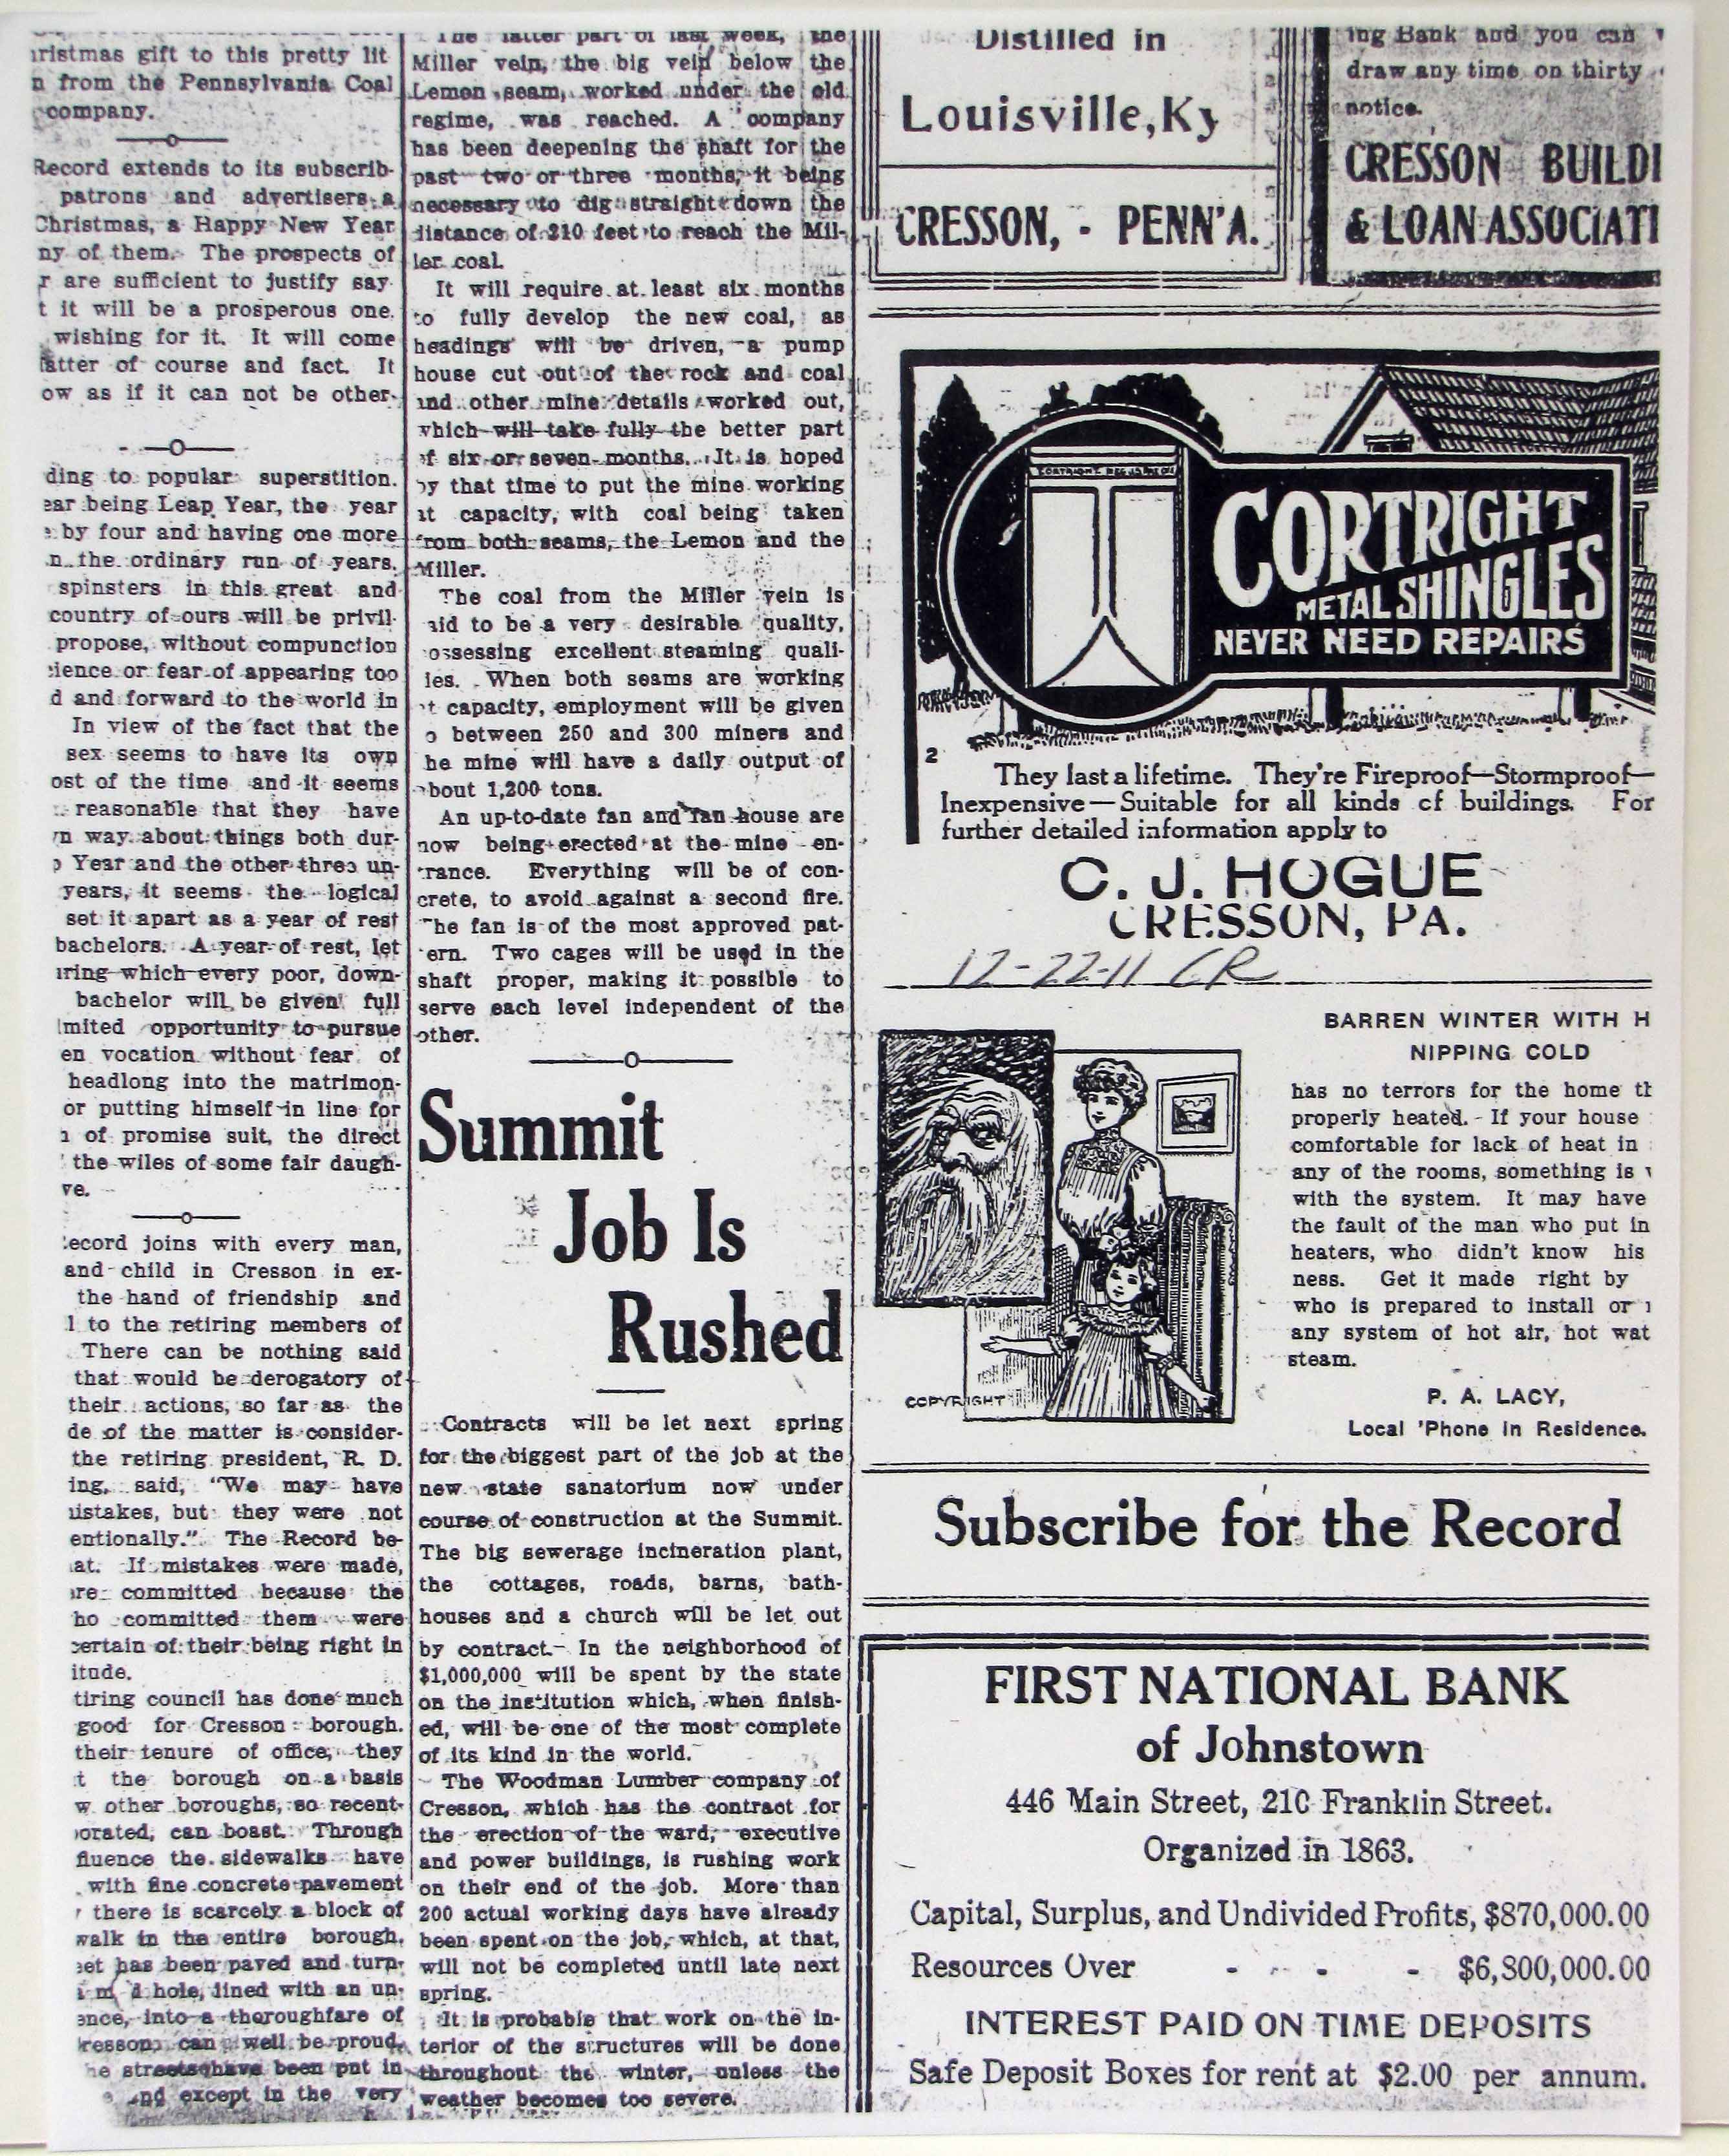 ristmas gift to this pretty lit
n from the Pennsylvania Coal
company.
Record extends to its subscrib-
patrons and advertisers a
Christmas, a Happy New Year
ny of them. The prospects of
r are sufficient to justify say
t it will be a prosperous one.
wishing for it. It will come
atter of course and fact. It
ow as if it can not be other-
ding to popular superstition.
ear being Leap Year, the year
by four and having one more
n the ordinary run of years.
spinsters in this great and
country of ours will be privil-
propose, without compunction
ience or fear of appearing too
d and forward to the world in
In view of the fact that the
sex seems to have its own
ost of the time and it seems
reasonable that they have
n way about things both dur-
p Year and the other three un-
years, it seems the logical
set it apart as a year of rest
bachelors. A year of rest, let
uring which every poor, down-
bachelor will be given full
imited opportunity to pursue
en vocation without fear of
headlong into the matrimon-
or putting himself in line for
of promise suit, the direct
the wiles of some fair daugh-
ve.
ecord joins with every man,
and child in Cresson in ex-
the hand of friendship and
l to the retiring members of
There can be nothing said
that would be derogatory of
their actions, so far as the
de of the matter is consider-
the retiring president, R. D.
ing, said, "We may have
istakes, but they were not
entionally." The Record be-
at. If mistakes were made,
re committed because the
ho committed them were
certain of their being right in
itude.
tiring council has done much
good for Cresson borough.
their tenure of office, they
t the borough on a basis
w other boroughs, so recent-
orated, can boast. Through
fluence the sidewalks have
with fine concrete pavement
there is scarcely a block of
walk in the entire borough.
eet has been paved and turn-
m d hole, lined with an un-
ence, into a thoroughfare of
resson can well be proud.
he streets have been put in
and except in the very
The latter part of last week, the
Miller vein, the big vein below the
Lemon seam, worked under the old
regime, was reached. A company
has been deepening the shaft for the
past two or three months, it being
necessary to dig straight down the
distance of 210 feet to reach the Mil-
ler coal.
It will require at least six months
to fully develop the new coal, as
headings will be driven, a pump
house cut out of the rock and coal
and other mine details worked out,
which will take fully the better part
of six or seven months. It is hoped
by that time to put the mine working
at capacity, with coal being taken
from both seams, the Lemon and the
Miller.
The coal from the Miller vein is
aid to be a very desirable quality,
ossessing excellent steaming quali-
ies. When both seams are working
t capacity, employment will be given
o between 250 and 300 miners and
he mine will have a daily output of
bout 1,200 tons.
An up-to-date fan and fan house are
now being erected at the mine en-
trance. Everything will be of con-
crete, to avoid against a second fire.
The fan is of the most approved pat-
tern. Two cages will be used in the
shaft proper, making it possible to
serve each level independent of the
other.
Summit
Job Is
Rushed
Contracts will be let next spring
for the biggest part of the job at the
new state sanatorium now under
course of construction at the Summit.
The big sewerage incineration plant,
the cottages, roads, barns, bath-
houses and a church will be let out
by contract. In the neighborhood of
$1,000,000 will be spent by the state
on the institution which, when finish-
ed, will be one of the most complete
of its kind in the world.
The Woodman Lumber company of
Cresson, which has the contract for
the erection of the ward, executive
and power buildings, is rushing work
on their end of the job. More than
200 actual working days have already
been spent on the job, which, at that,
will not be completed until late next
spring.
It is probable that work on the in-
terior of the structures will be done
throughout the winter, unless the
weather becomes too severe.
Distilled in
Louisville, Ky
CRESSON, - PENN'A.
ing Bank and you can
draw any time on thirty
notice.
CRESSON BUILDI
& LOAN ASSOCIATI
CORTRIGHT
METAL SHINGLES
NEVER NEED REPAIRS
2
They last a lifetime. They're Fireproof—Stormproof—
Inexpensive—Suitable for all kinds of buildings. For
further detailed information apply to
C. J. HOGUE
CRESSON, PA.
12-22-11 CR
BARREN WINTER WITH H
NIPPING COLD
has no terrors for the home th
properly heated. If your house
comfortable for lack of heat in
any of the rooms, something is
with the system. It may have
the fault of the man who put in
heaters, who didn't know his
ness. Get it made right by
who is prepared to install or
any system of hot air, hot wat
steam.
P. A. LACY,
Local 'Phone in Residence.
COPYRIGHT
Subscribe for the Record
FIRST NATIONAL BANK
of Johnstown
446 Main Street, 210 Franklin Street.
Organized in 1863.
Capital, Surplus, and Undivided Profits, $870,000.00
Resources Over - - - $6,800,000.00
INTEREST PAID ON TIME DEPOSITS
Safe Deposit Boxes for rent at $2.00 per annum.